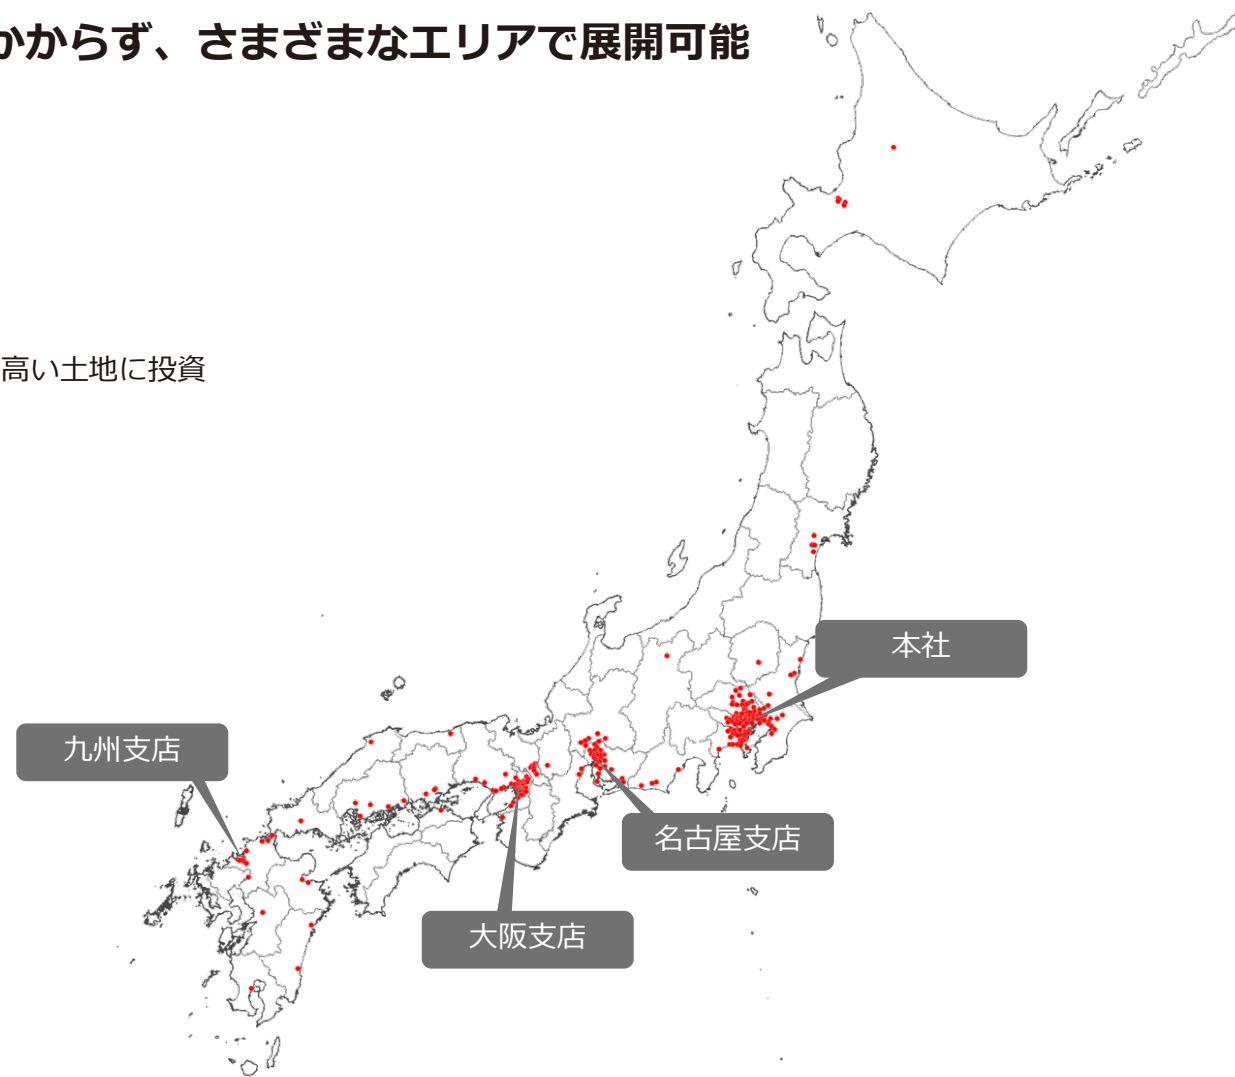 かからず、さまざまなエリアで展開可能
高い土地に投資
本社
九州支店
名古屋支店
大阪支店